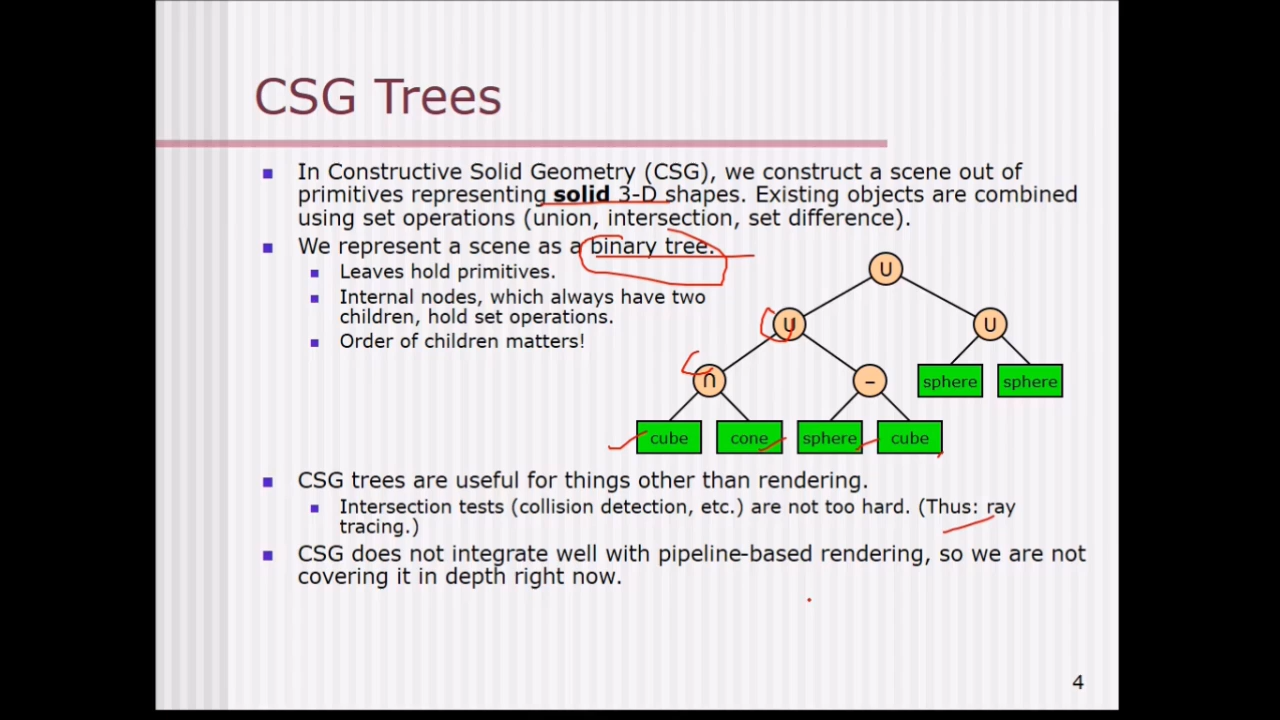 CSG Trees
In Constructive Solid Geometry (CSG), we construct a scene out of
primitives representing solid 3-D shapes. Existing objects are combined
using set operations (union, intersection, set difference).
We represent a scene as a binary tree.
Leaves hold primitives.
Internal nodes, which always have two
children, hold set operations.
Order of children matters!
U
U
U
∩
–
sphere
sphere
cube
cone
sphere
cube
CSG trees are useful for things other than rendering.
Intersection tests (collision detection, etc.) are not too hard. (Thus: ray
tracing.)
CSG does not integrate well with pipeline-based rendering, so we are not
covering it in depth right now.
4